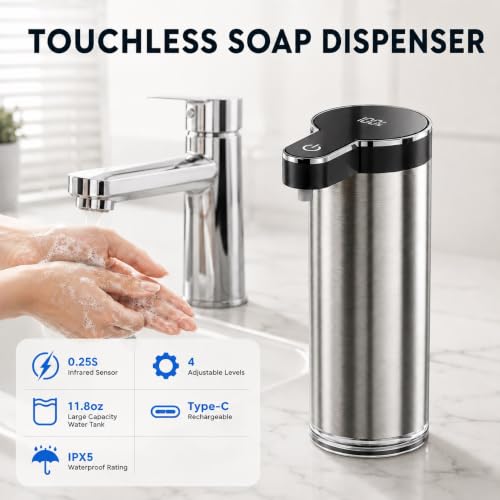 TOUCHLESS SOAP DISPENSER
100%
0.25S
Infrared Sensor
4
Adjustable Levels
11.8oz
Large Capacity
Water Tank
Type-C
Rechargeable
IPX5
Waterproof Rating